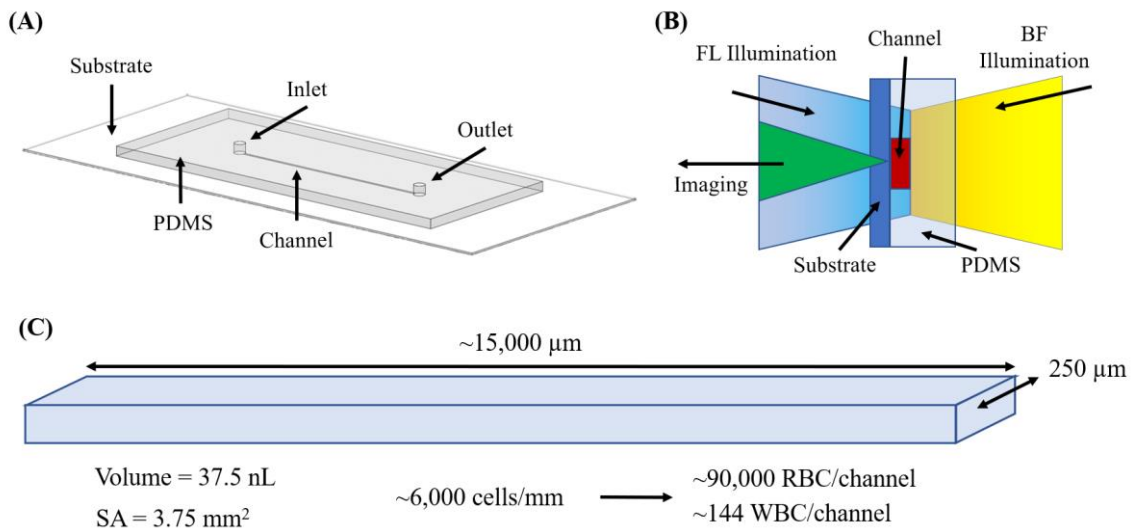 (A)
Substrate
Inlet
Outlet
PDMS
Channel
(B)
FL Illumination
Channel
BF
Illumination
Imaging
Substrate
PDMS
(C)
~15,000 µm
250 µm
Volume = 37.5 nL
SA = 3.75 mm²
~6,000 cells/mm
~90,000 RBC/channel
~144 WBC/channel